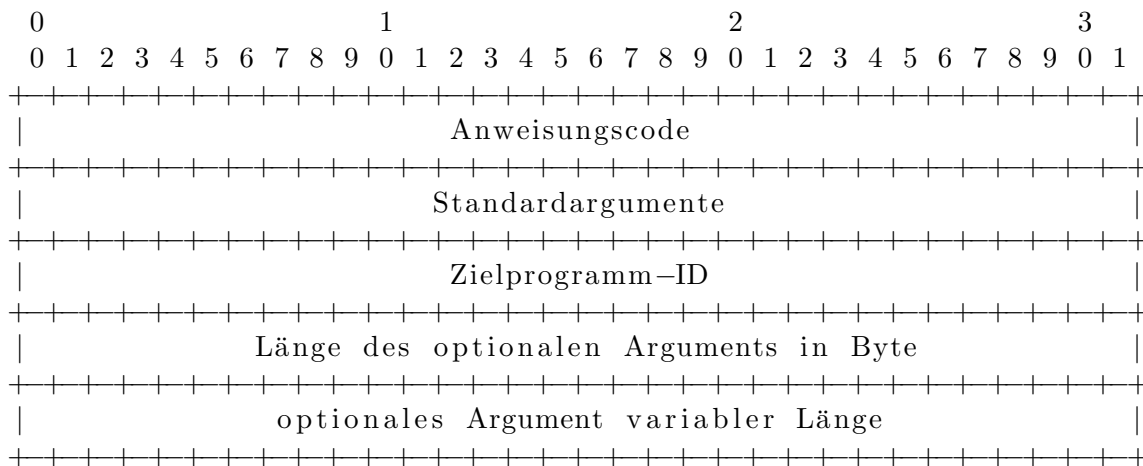 0 1 2 3
0 1 2 3 4 5 6 7 8 9 0 1 2 3 4 5 6 7 8 9 0 1 2 3 4 5 6 7 8 9 0 1
+-+-+-+-+-+-+-+-+-+-+-+-+-+-+-+-+-+-+-+-+-+-+-+-+-+-+-+-+-+-+-+-+
| Anweisungscode |
+-+-+-+-+-+-+-+-+-+-+-+-+-+-+-+-+-+-+-+-+-+-+-+-+-+-+-+-+-+-+-+-+
| Standardargumente |
+-+-+-+-+-+-+-+-+-+-+-+-+-+-+-+-+-+-+-+-+-+-+-+-+-+-+-+-+-+-+-+-+
| Zielprogramm−ID |
+-+-+-+-+-+-+-+-+-+-+-+-+-+-+-+-+-+-+-+-+-+-+-+-+-+-+-+-+-+-+-+-+
| Länge des optionalen Arguments in Byte |
+-+-+-+-+-+-+-+-+-+-+-+-+-+-+-+-+-+-+-+-+-+-+-+-+-+-+-+-+-+-+-+-+
| optionales Argument variabler Länge |
+-+-+-+-+-+-+-+-+-+-+-+-+-+-+-+-+-+-+-+-+-+-+-+-+-+-+-+-+-+-+-+-+